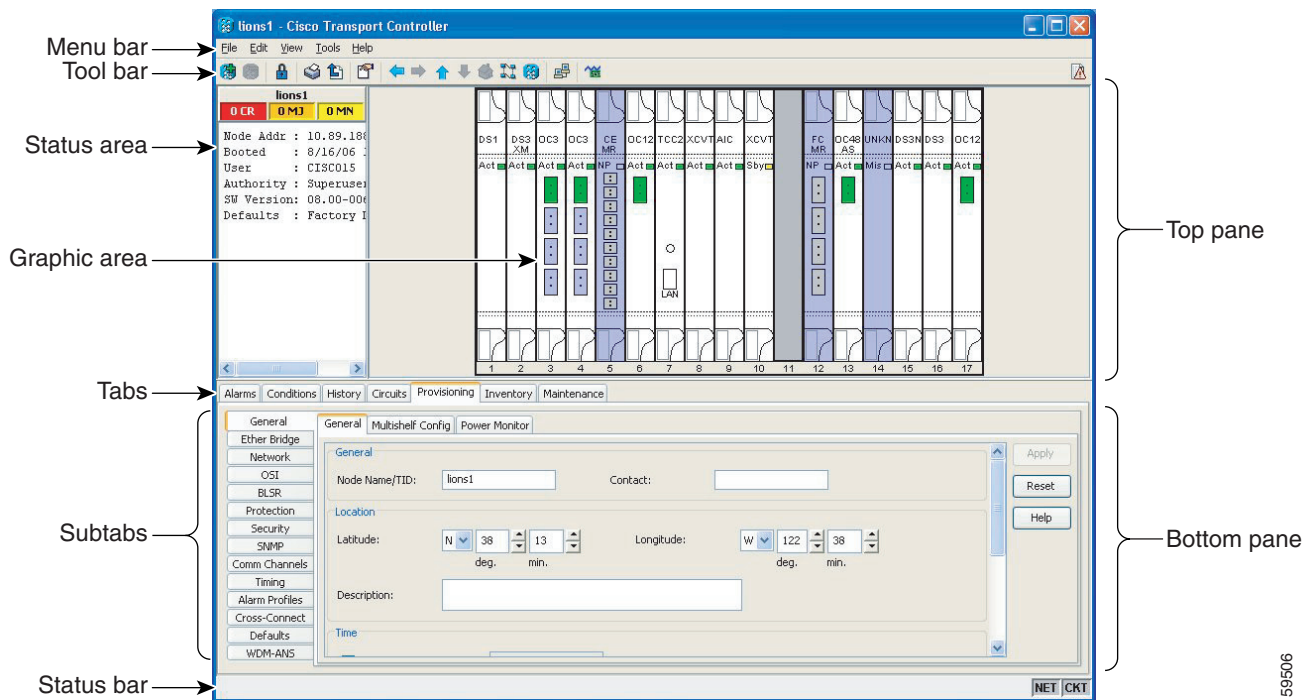 lions1 - Cisco Transport Controller
Menu bar
File Edit View Tools Help
Tool bar
lions1
0 CR 0 MJ 0 MN
Status area
Node Addr : 10.89.188
Booted : 8/16/06
User : CISCO15
Authority : Superuser
SW Version: 08.00-006
Defaults : Factory
DS1 DS3 XM OC3 OC3 CE MR OC12 TCC2 XCVT AIC XCVT FC MR OC48 AS UNKN DS3N DS3 OC12
Act Act Act Act NP Act Act Act Act Sby NP Act Mis Act Act Act
LAN
1 2 3 4 5 6 7 8 9 10 11 12 13 14 15 16 17
Graphic area
Top pane
Tabs
Alarms Conditions History Circuits Provisioning Inventory Maintenance
Subtabs
General
Ether Bridge
Network
OSI
BLSR
Protection
Security
SNMP
Comm Channels
Timing
Alarm Profiles
Cross-Connect
Defaults
WDM-ANS
General Multishelf Config Power Monitor
General
Node Name/TID: lions1 Contact:
Location
Latitude: N 38 13 Longitude: W 122 38
deg. min. deg. min.
Description:
Time
Apply
Reset
Help
Bottom pane
Status bar
NET CKT
59506